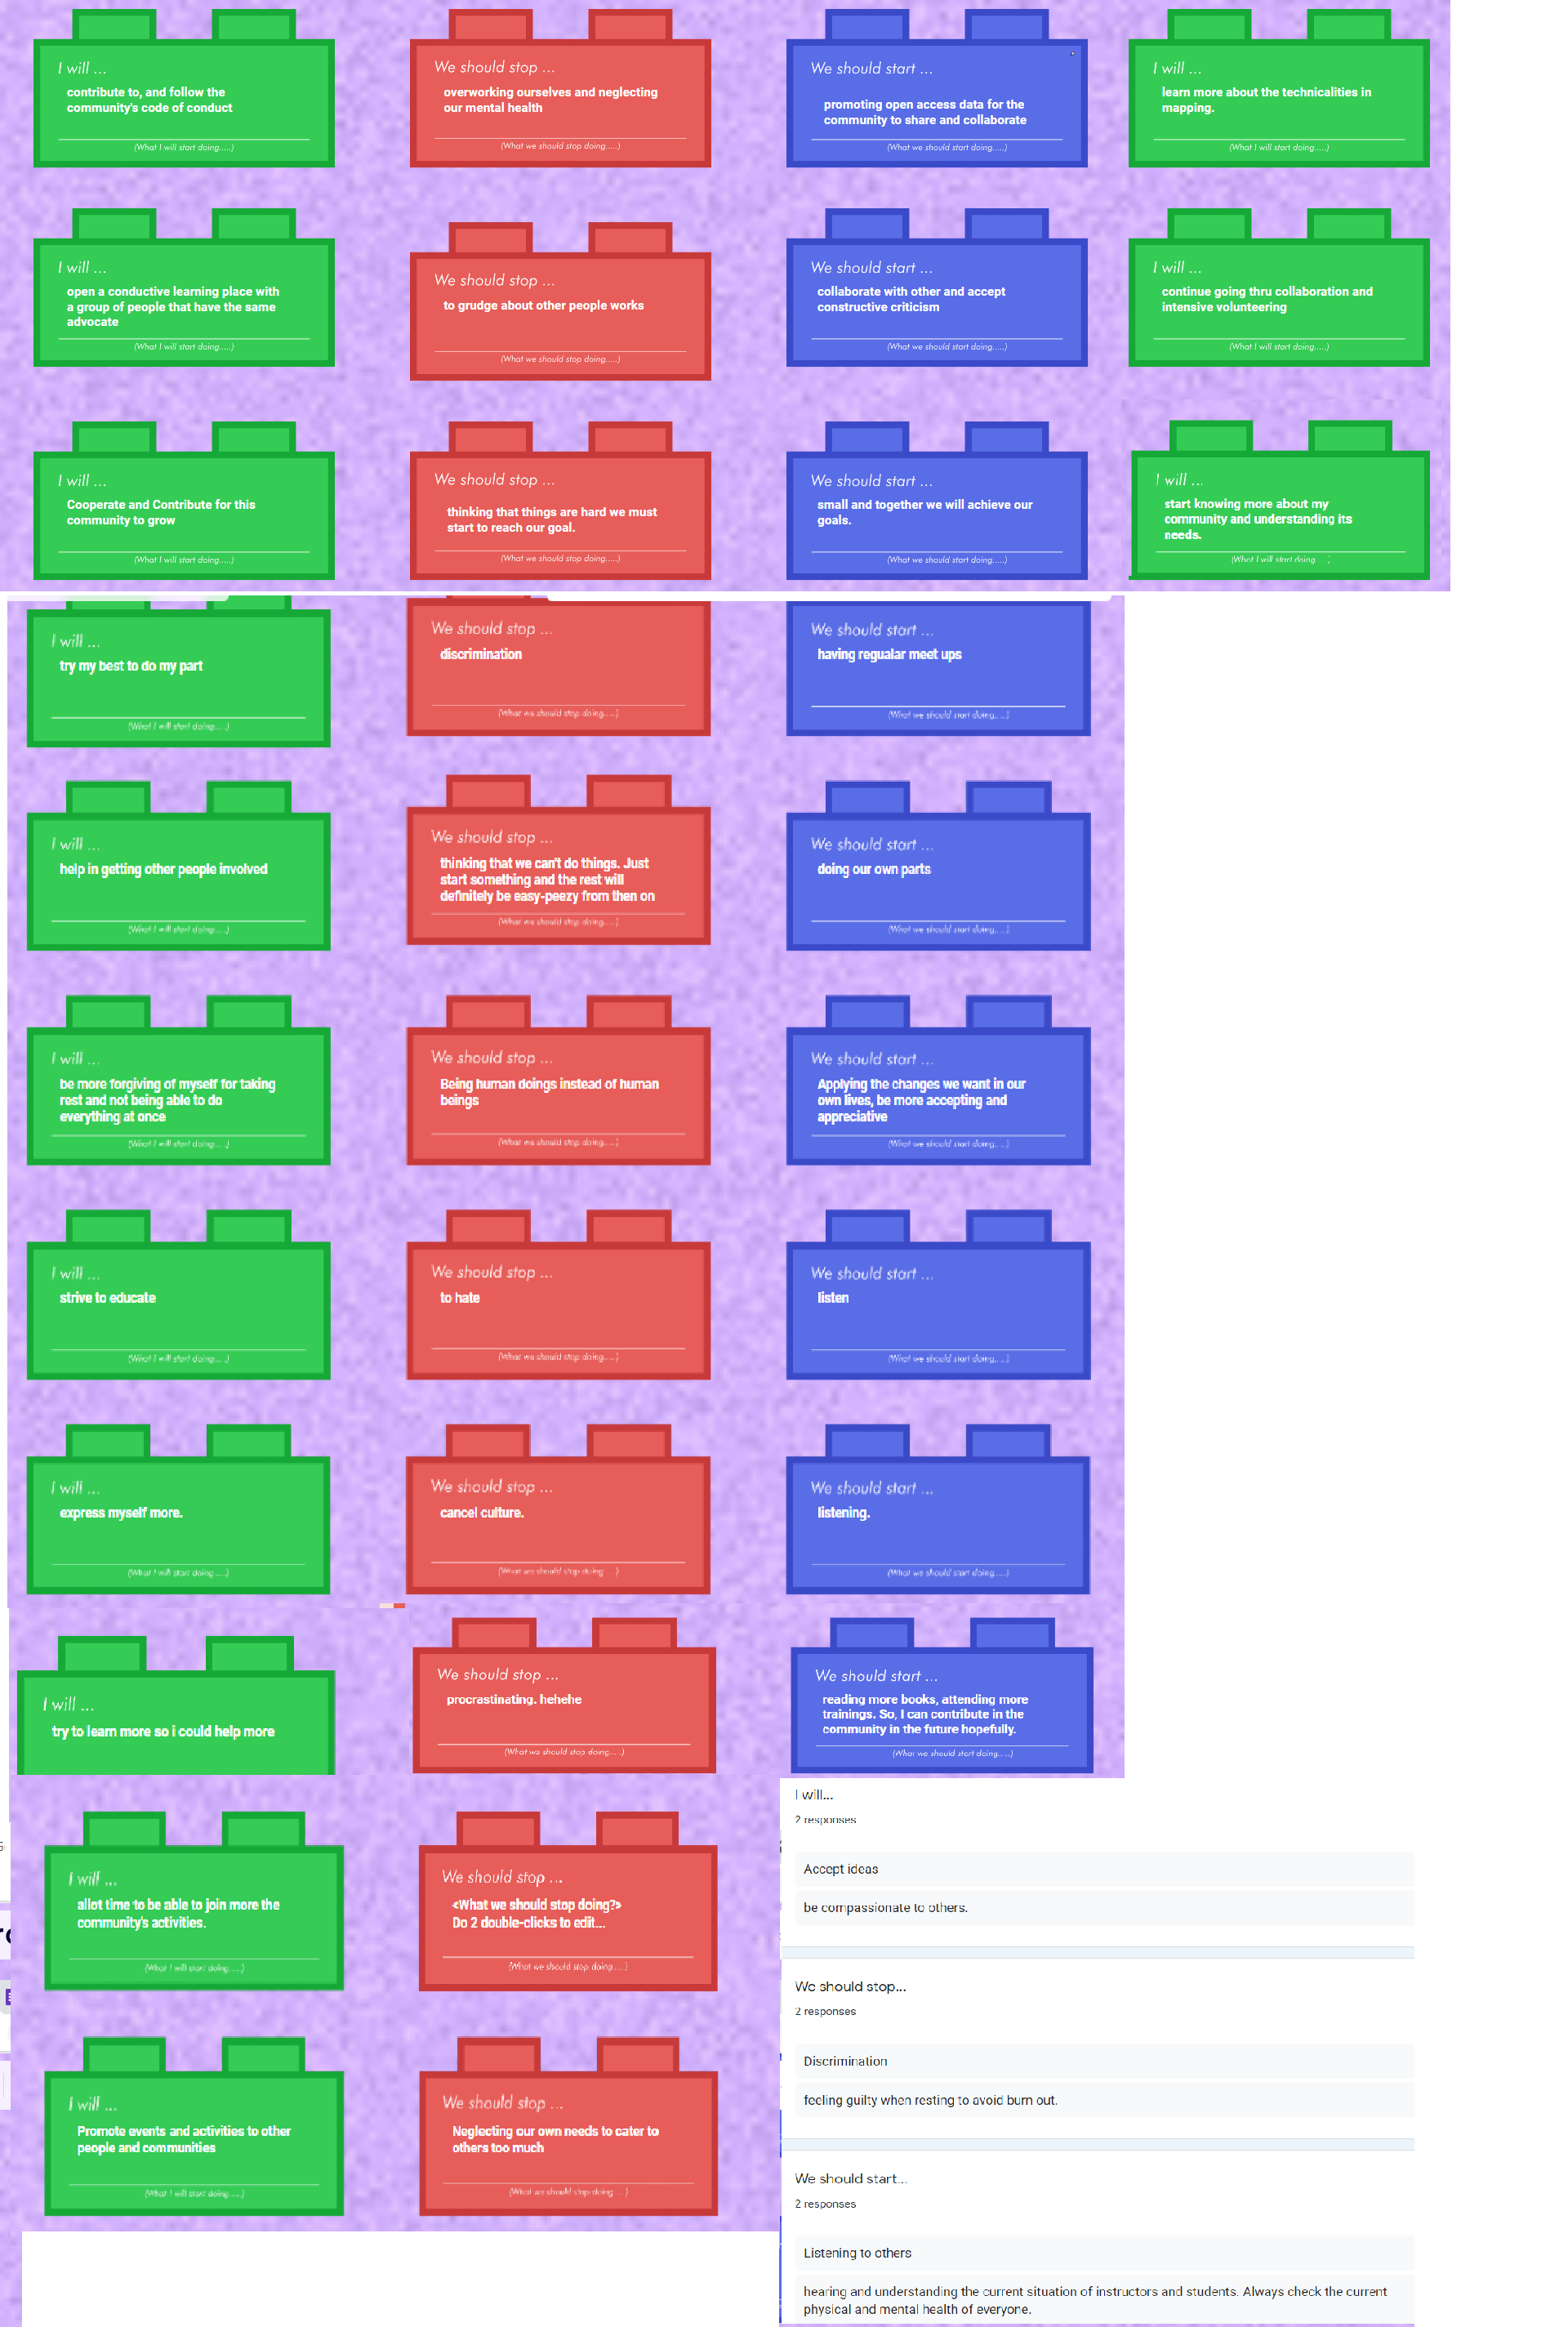 I will ...
contribute to, and follow the
community's code of conduct
(What I will start doing.....)
We should stop ...
overworking ourselves and neglecting
our mental health
(What we should stop doing.....)
We should start ...
promoting open access data for the
community to share and collaborate
(What we should start doing.....)
I will ...
learn more about the technicalities in
mapping.
(What I will start doing.....)
I will ...
open a conductive learning place with
a group of people that have the same
advocate
(What I will start doing.....)
We should stop ...
to grudge about other people works
(What we should stop doing.....)
We should start ...
collaborate with other and accept
constructive criticism
(What we should start doing.....)
I will ...
continue going thru collaboration and
intensive volunteering
(What I will start doing.....)
I will ...
Cooperate and Contribute for this
community to grow
(What I will start doing.....)
We should stop ...
thinking that things are hard we must
start to reach our goal.
(What we should stop doing.....)
We should start ...
small and together we will achieve our
goals.
(What we should start doing.....)
I will ...
start knowing more about my
community and understanding its
needs.
(What I will start doing
I will ...
try my best to do my part
(What I will start doing.....)
We should stop ...
discrimination
(What we should stop doing.....)
We should start ...
having regualar meet ups
(What we should start doing.....)
I will ...
help in getting other people involved
(What I will start doing.....)
We should stop ...
thinking that we can't do things. Just
start something and the rest will
definitely be easy-peezy from then on
(What we should stop doing.....)
We should start ...
doing our own parts
(What we should start doing.....)
I will ...
be more forgiving of myself for taking
rest and not being able to do
everything at once
(What I will start doing.....)
We should stop ...
Being human doings instead of human
beings
(What we should stop doing.....)
We should start ...
Applying the changes we want in our
own lives, be more accepting and
appreciative
(What we should start doing.....)
I will ...
strive to educate
(What I will start doing.....)
We should stop ...
to hate
(What we should stop doing.....)
We should start ...
listen
(What we should start doing.....)
I will ...
express myself more.
(What I will start doing.....)
We should stop ...
cancel culture.
(What we should stop doing.....)
We should start ...
listening.
(What we should start doing.....)
I will ...
try to learn more so i could help more
We should stop ...
procrastinating. hehehe
(What we should stop doing.....)
We should start ...
reading more books, attending more
trainings. So, I can contribute in the
community in the future hopefully.
(What we should start doing.....)
I will ...
allot time to be able to join more the
community's activities.
(What I will start doing.....)
We should stop ...
<What we should stop doing?>
Do 2 double-clicks to edit...
(What we should stop doing.....)
I will ...
Promote events and activities to other
people and communities
(What I will start doing.....)
We should stop ...
Neglecting our own needs to cater to
others too much
(What we should stop doing.....)
I will...
2 responses
Accept ideas
be compassionate to others.
We should stop...
2 responses
Discrimination
feeling guilty when resting to avoid burn out.
We should start...
2 responses
Listening to others
hearing and understanding the current situation of instructors and students. Always check the current
physical and mental health of everyone.